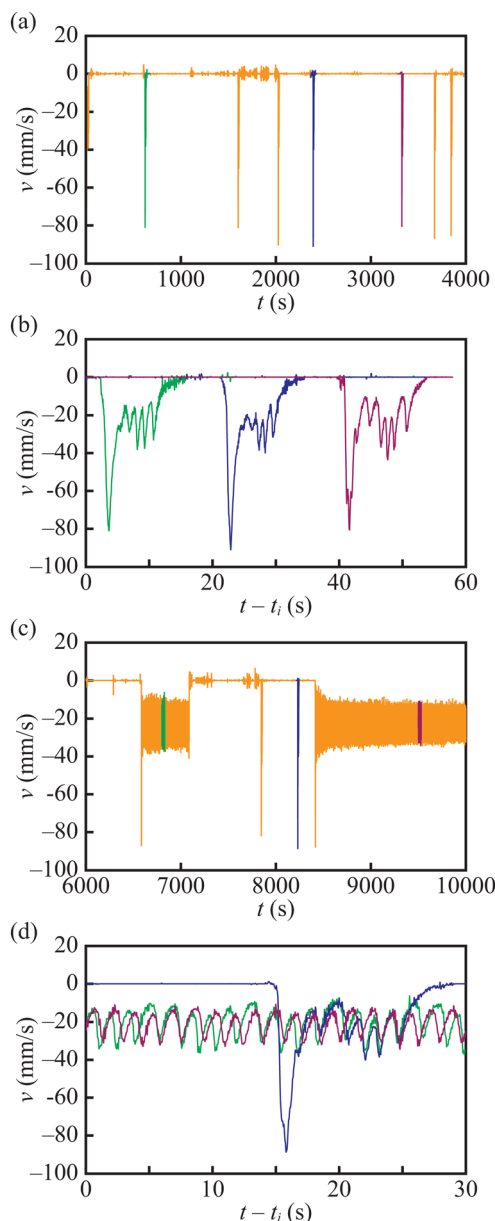 (a)
20
0
–20
–40
-60
–80
–100
v (mm/s)
0 1000 2000 3000 4000
t (s)
(b)
20
0
–20
–40
–60
–80
–100
v (mm/s)
0 20 40 60
t – ti (s)
(c)
20
0
–20
–40
–60
–80
–100
v (mm/s)
6000 7000 8000 9000 10000
t (s)
(d)
20
0
–20
–40
–60
–80
–100
v (mm/s)
0 10 20 30
t – ti (s)